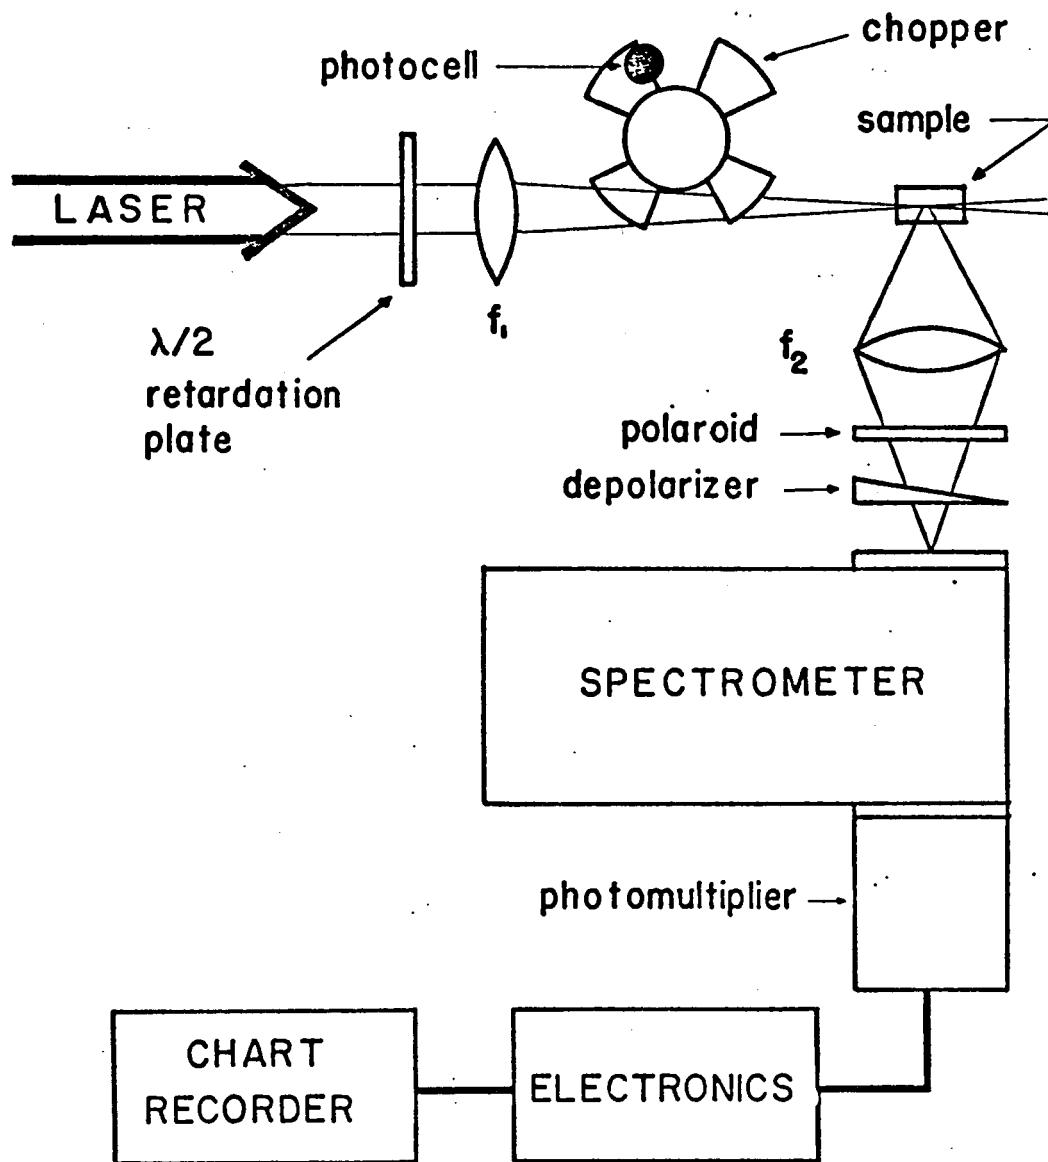 chopper
photocell
sample
LASER
f₁
λ/2
retardation
plate
f₂
polaroid
depolarizer
SPECTROMETER
photomultiplier
CHART
RECORDER
ELECTRONICS